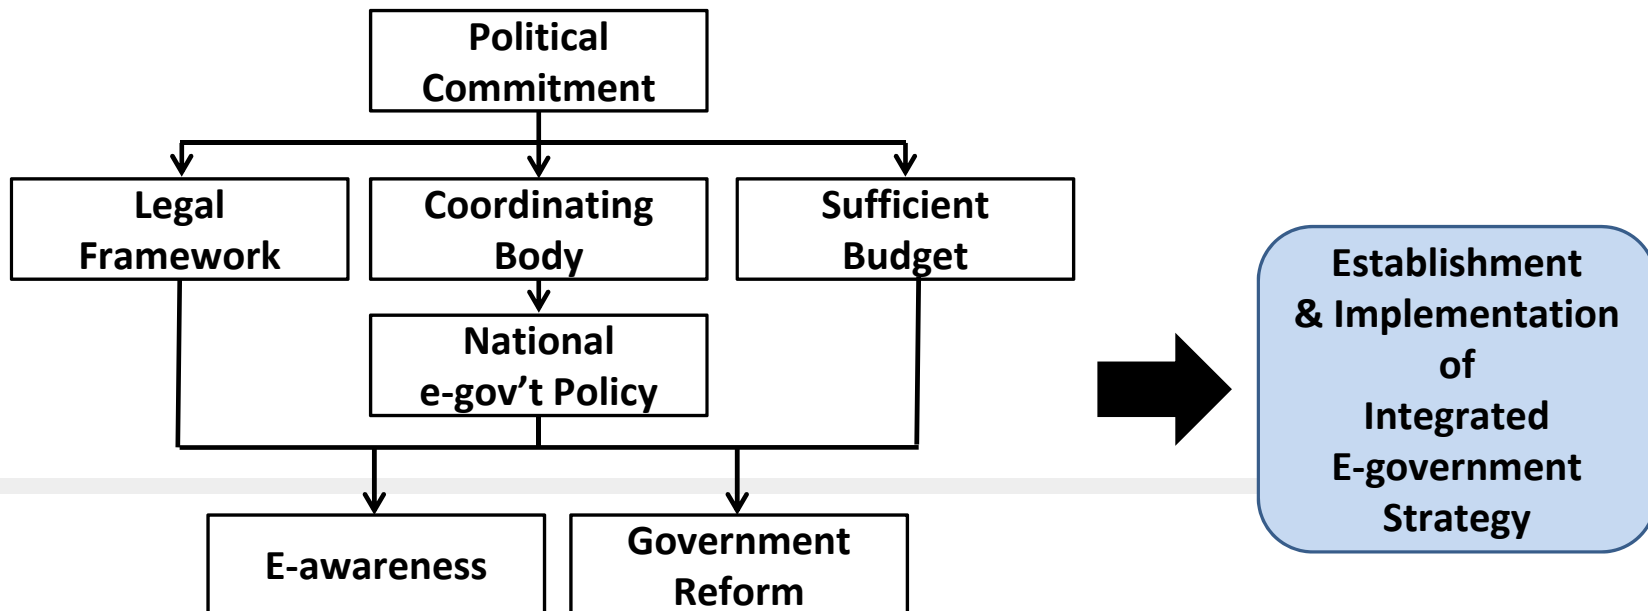 Political
Commitment
Legal
Framework
Coordinating
Body
Sufficient
Budget
National
e-gov’t Policy
E-awareness
Government
Reform
Establishment
& Implementation
of
Integrated
E-government
Strategy